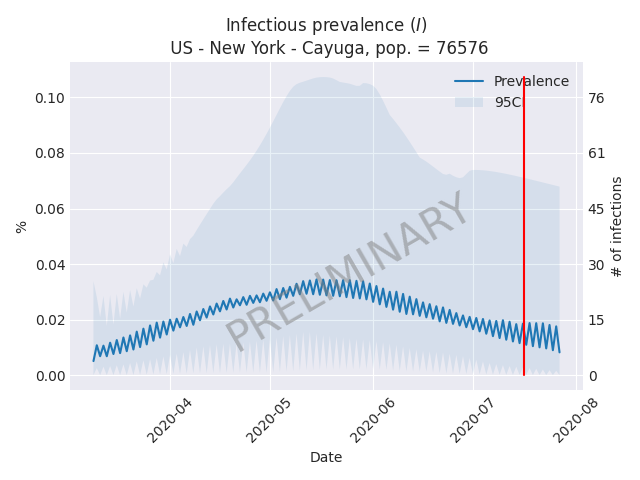 Infectious prevalence (I)
US - New York - Cayuga, pop. = 76576
Prevalence
95CI
0.10
0.08
0.06
0.04
0.02
0.00
%
76
61
45
30
15
0
# of infections
PRELIMINARY
2020-04
2020-05
2020-06
2020-07
2020-08
Date